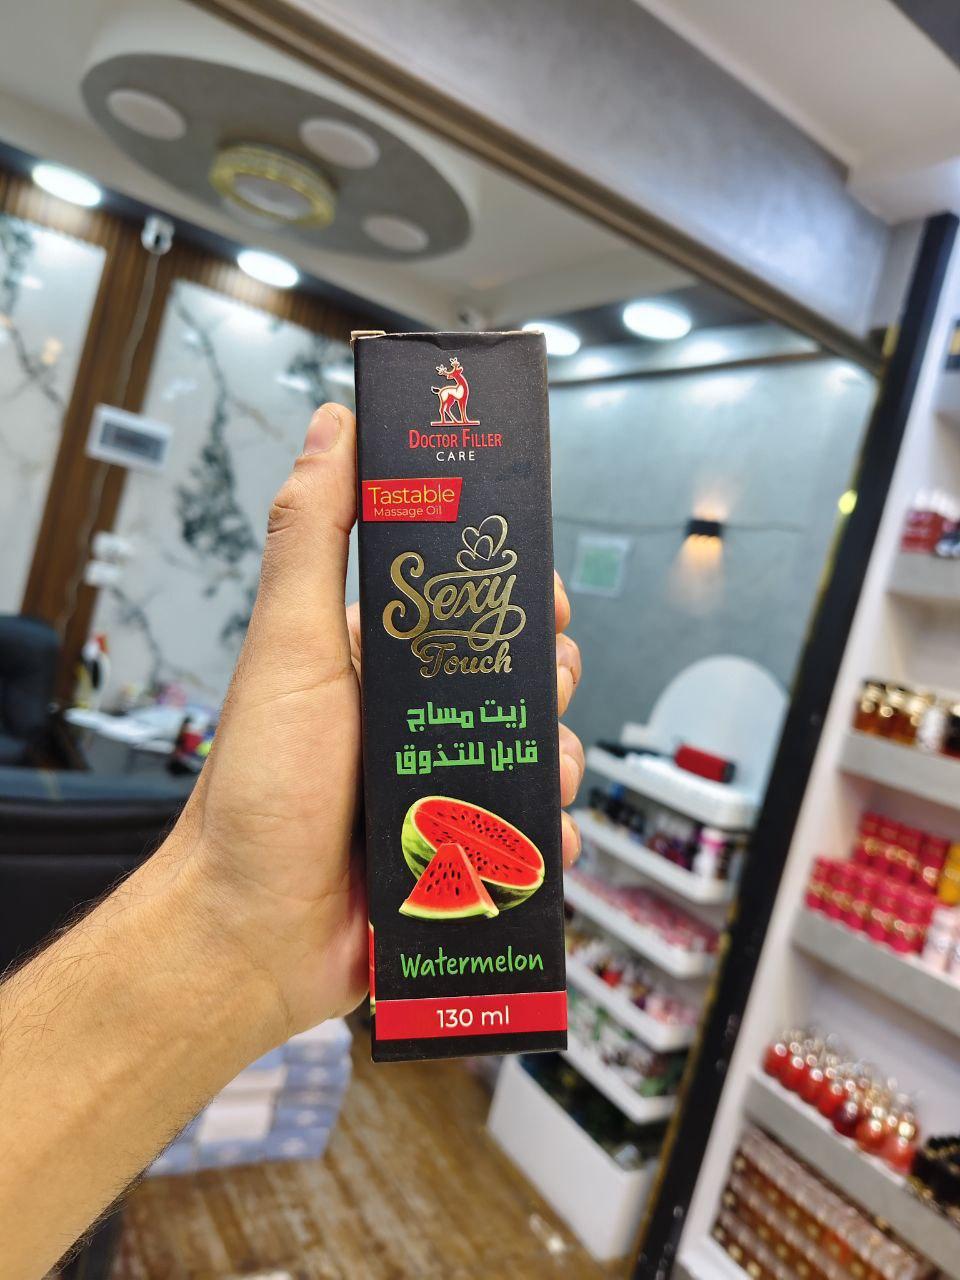 DOCTOR FILLER
CARE
Tastable
Massage Oil
Sexy
Touch
زيت مساج
قابل للتذوق
Watermelon
130 ml